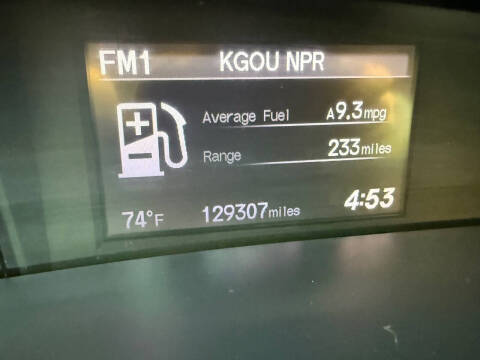 FM1 KGOU NPR
Average Fuel A9.3mpg
Range 233miles
74°F 129307miles 4:53